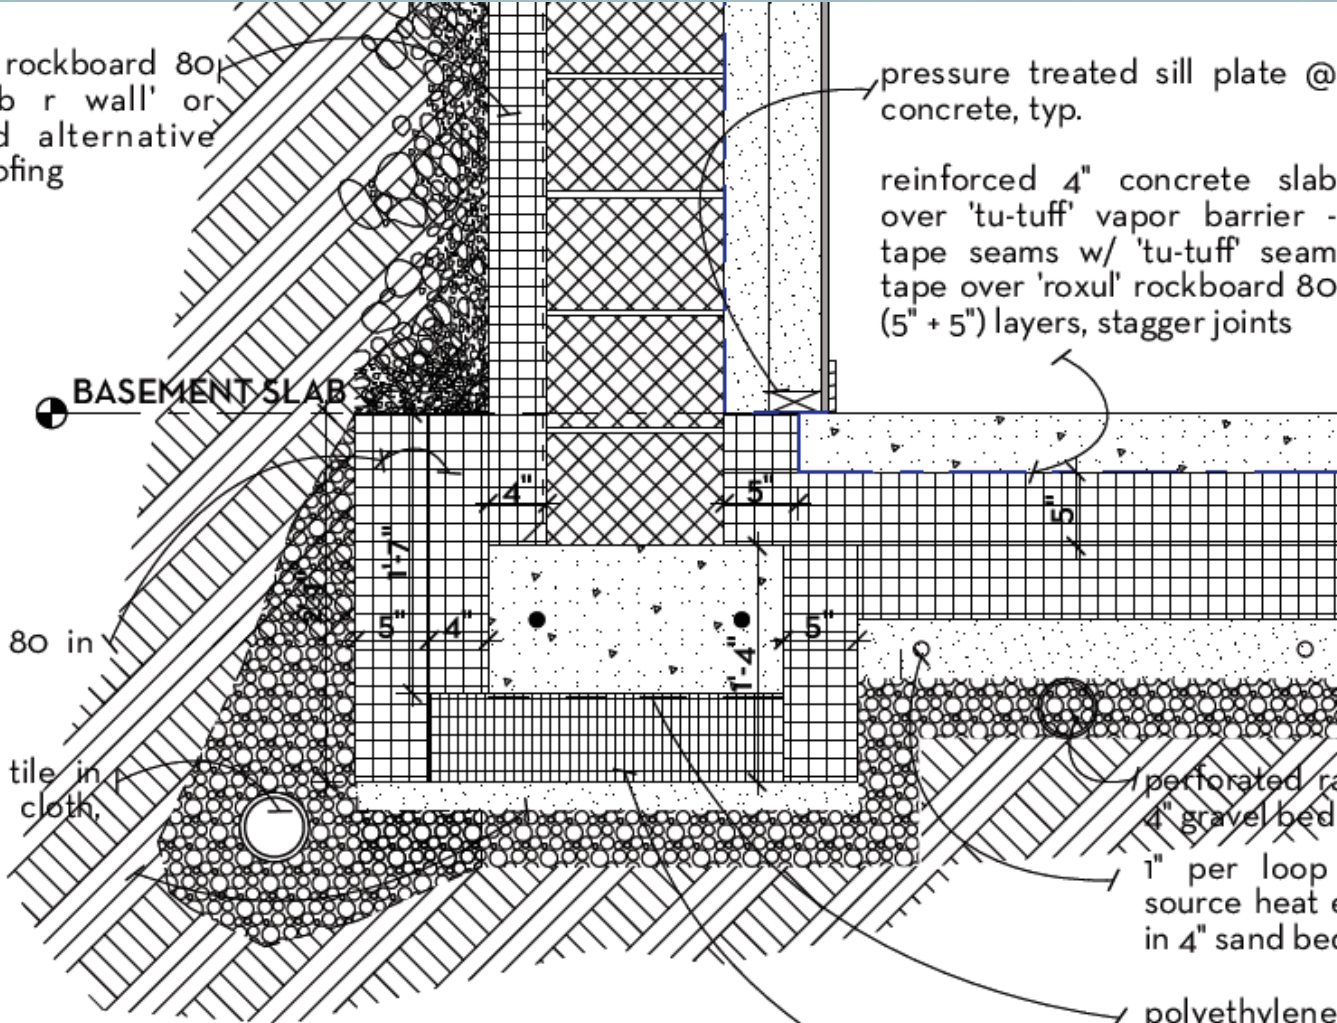 rockboard 80
b r wall' or
d alternative
ofing
pressure treated sill plate @
concrete, typ.
reinforced 4" concrete slab
over 'tu-tuff' vapor barrier -
tape seams w/ 'tu-tuff' seam
tape over 'roxul' rockboard 80
(5" + 5") layers, stagger joints
BASEMENT SLAB
4"
5"
5"
1'-7"
5"
4"
1'-4"
5"
80 in
tile in
cloth,
perforated ra
4" gravel bed
1" per loop
source heat e
in 4" sand bed
polyethylene